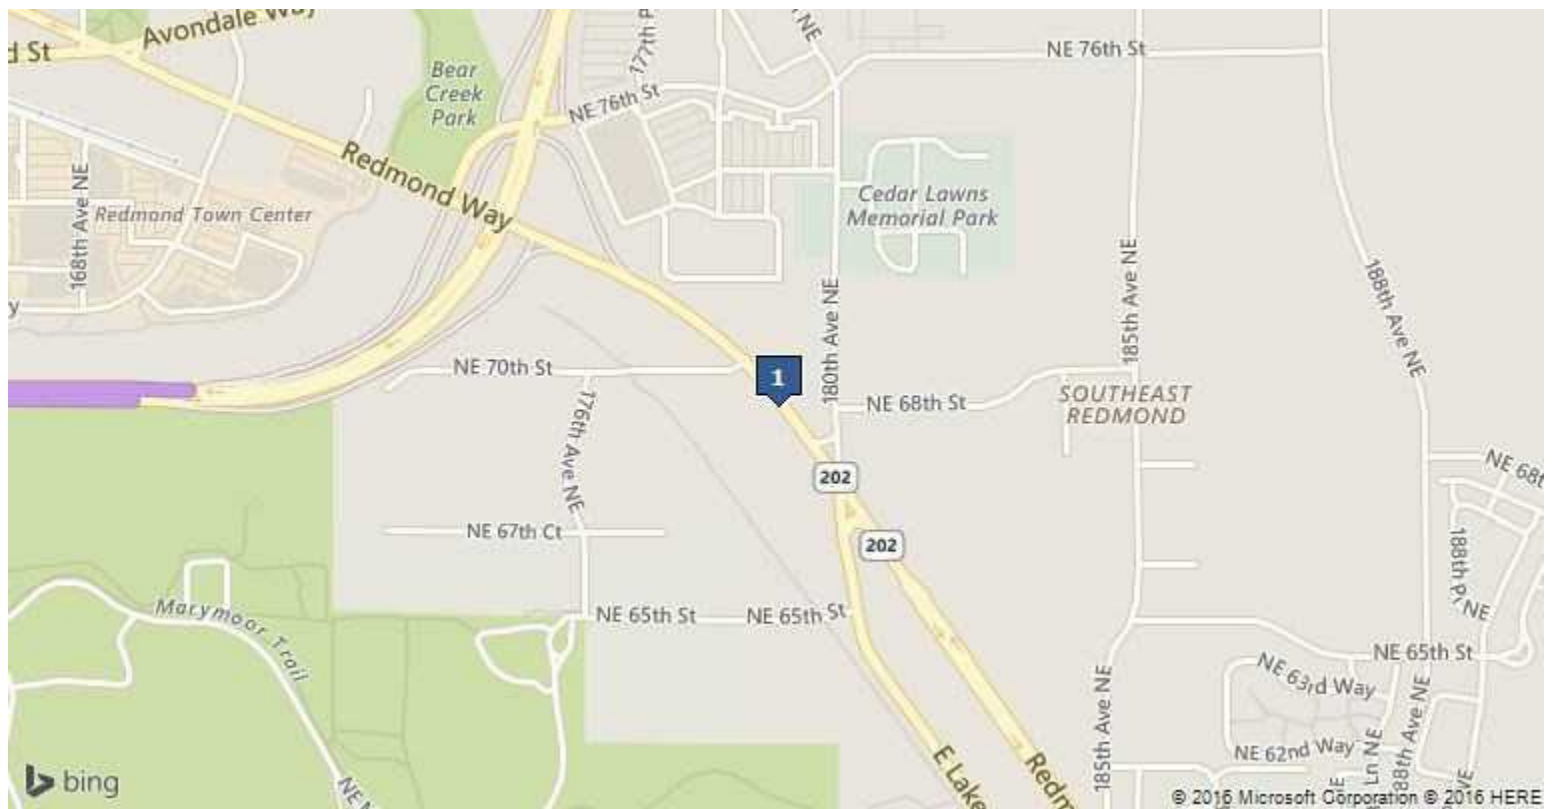 Avondale Way
d St
Bear
Creek
Park
177th P
NE
NE 76th St
NE 76th St
Redmond Way
168th Ave NE
Redmond Town Center
Cedar Lawns
Memorial Park
y
180th Ave NE
185th Ave NE
188th Ave NE
NE 70th St
1
176th Ave NE
NE 68th St
SOUTHEAST
REDMOND
202
202
NE 68t
NE 67th Ct
188th Pl NE
Marymoor Trail
NE 65th St
NE 65th St
NE 65th St
NE 63rd Way
185th Ave NE
188th Ave NE
NE 62nd Way
Ln NE
E Lake
Redm
bing
© 2016 Microsoft Corporation © 2016 HERE